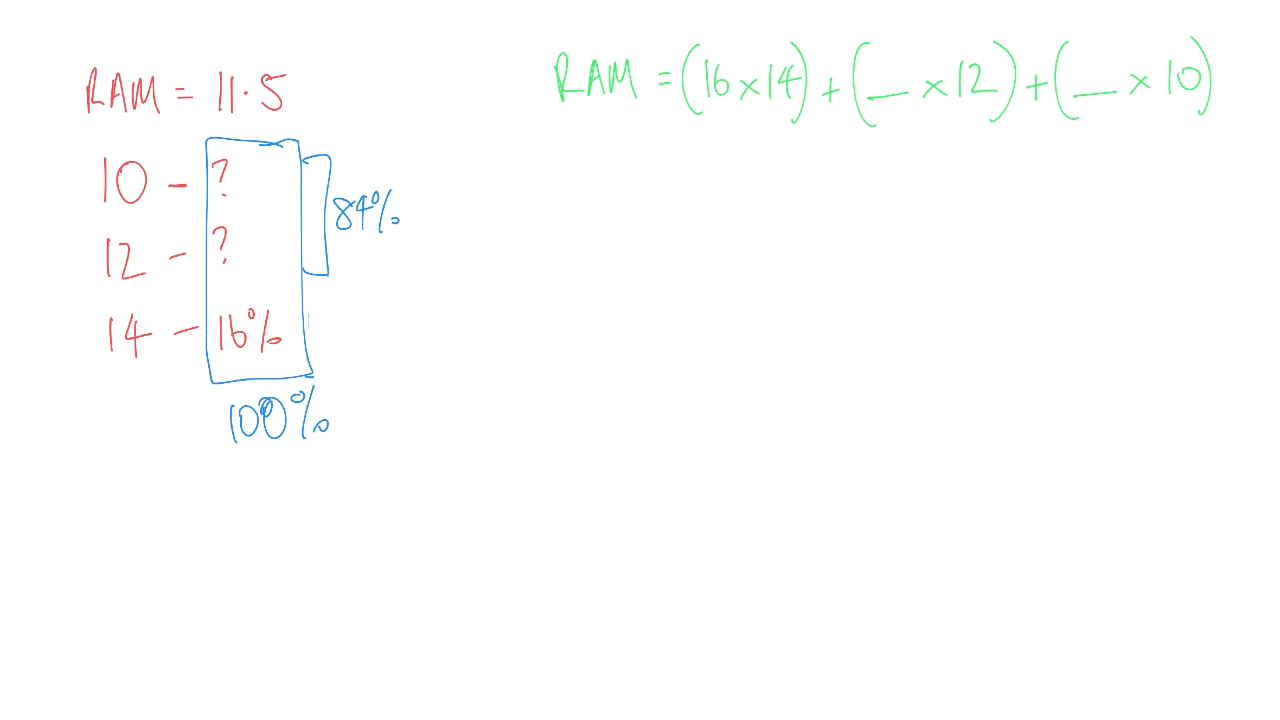 RAM = 11.5
10 - ?
12 - ?
14 - 16%
84%
100%
RAM = (16 x 14) + (__ x 12) + (__ x 10)